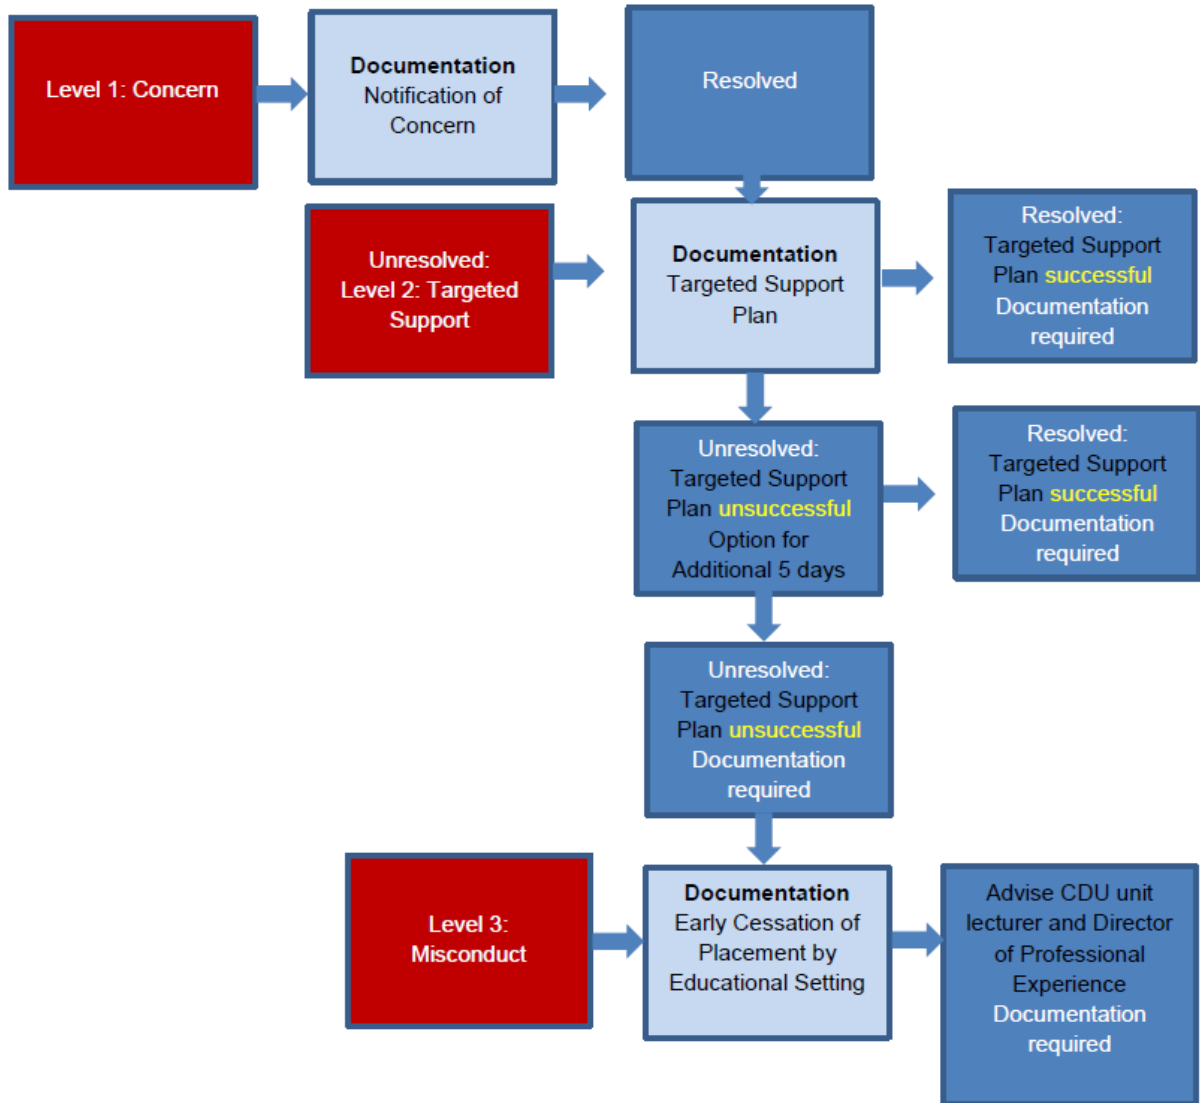 Level 1: Concern
Documentation
Notification of
Concern
Resolved
Unresolved:
Level 2: Targeted
Support
Documentation
Targeted Support
Plan
Resolved:
Targeted Support
Plan successful
Documentation
required
Unresolved:
Targeted Support
Plan unsuccessful
Option for
Additional 5 days
Resolved:
Targeted Support
Plan successful
Documentation
required
Unresolved:
Targeted Support
Plan unsuccessful
Documentation
required
Level 3:
Misconduct
Documentation
Early Cessation of
Placement by
Educational Setting
Advise CDU unit
lecturer and Director
of Professional
Experience
Documentation
required